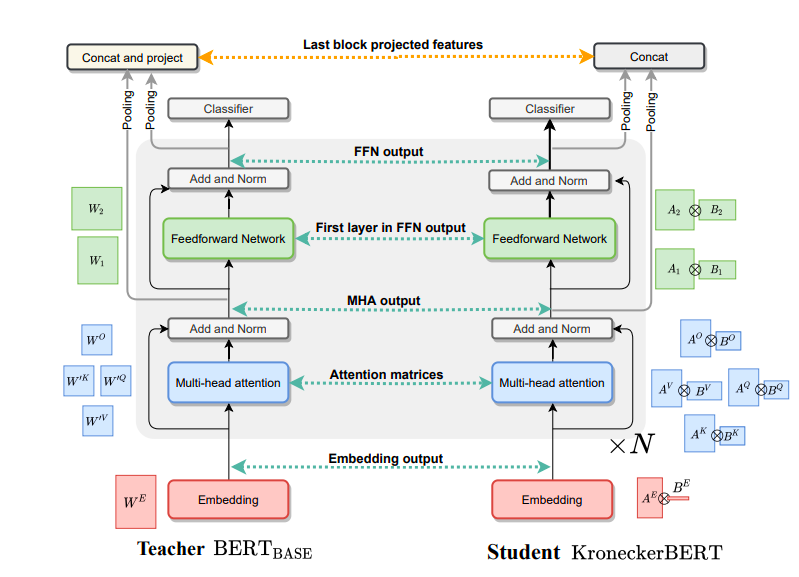 Last block projected features
Concat and project
Concat
Pooling
Pooling
Pooling
Pooling
Classifier
Classifier
FFN output
Add and Norm
Add and Norm
W₂
A₂ ⊗ B₂
Feedforward Network
First layer in FFN output
Feedforward Network
W₁
A₁ ⊗ B₁
MHA output
Add and Norm
Add and Norm
W^O
A^O ⊗ B^O
W'^K
W'^Q
Multi-head attention
Attention matrices
Multi-head attention
A^V ⊗ B^V
A^Q ⊗ B^Q
W'^V
A^K ⊗ B^K
× N
Embedding output
W^E
Embedding
Embedding
A^E ⊗ B^E
Teacher BERT_BASE
Student KroneckerBERT